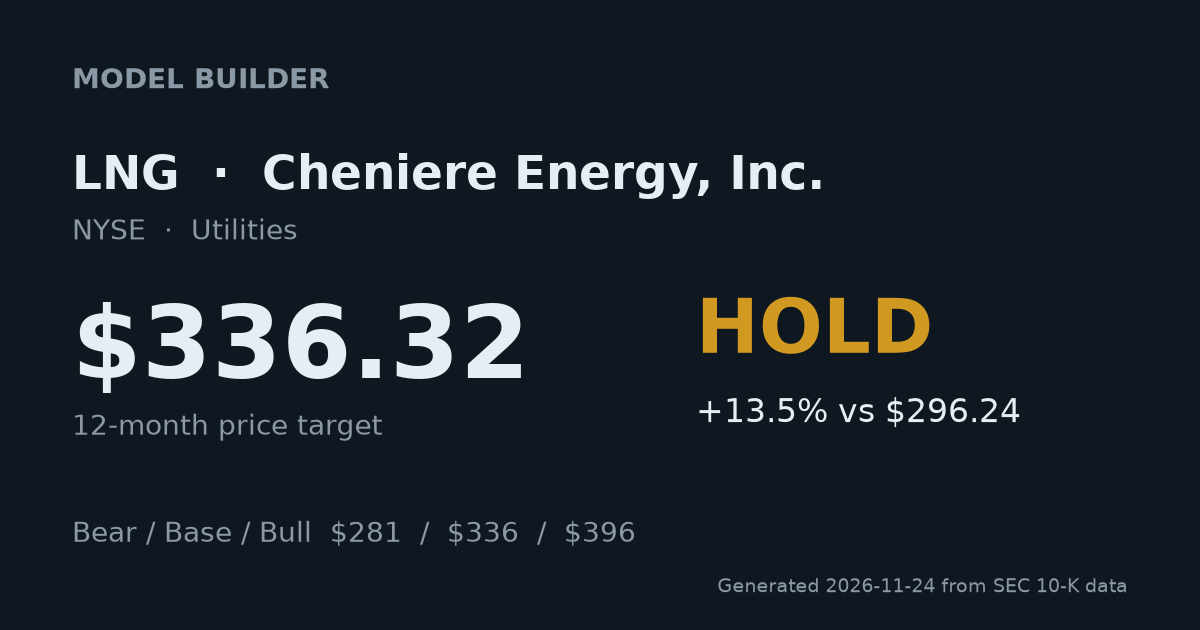 MODEL BUILDER
LNG · Cheniere Energy, Inc.
NYSE · Utilities
$336.32
12-month price target
HOLD
+13.5% vs $296.24
Bear / Base / Bull $281 / $336 / $396
Generated 2026-11-24 from SEC 10-K data